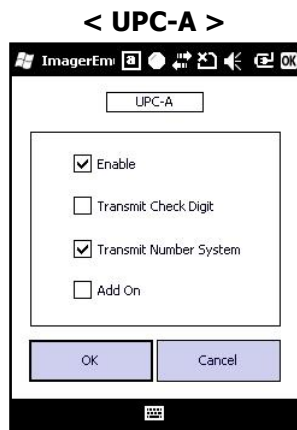 < UPC-A >
ImagerEm a OK
UPC-A
Enable
Transmit Check Digit
Transmit Number System
Add On
OK Cancel